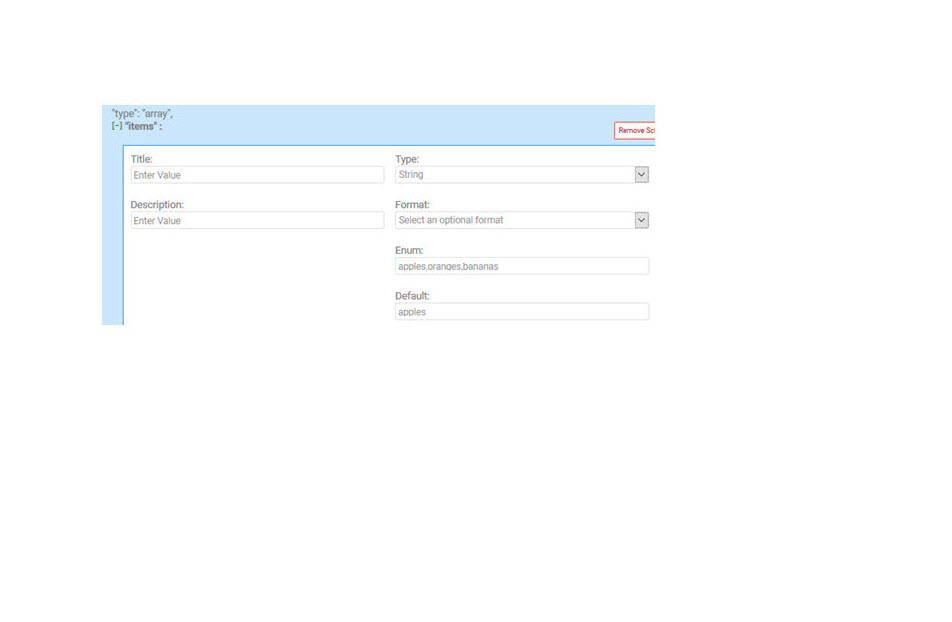 "type": "array",
[-] "items" :
Remove Sc
Title:
Enter Value
Type:
String
Description:
Enter Value
Format:
Select an optional format
Enum:
apples,oranges,bananas
Default:
apples